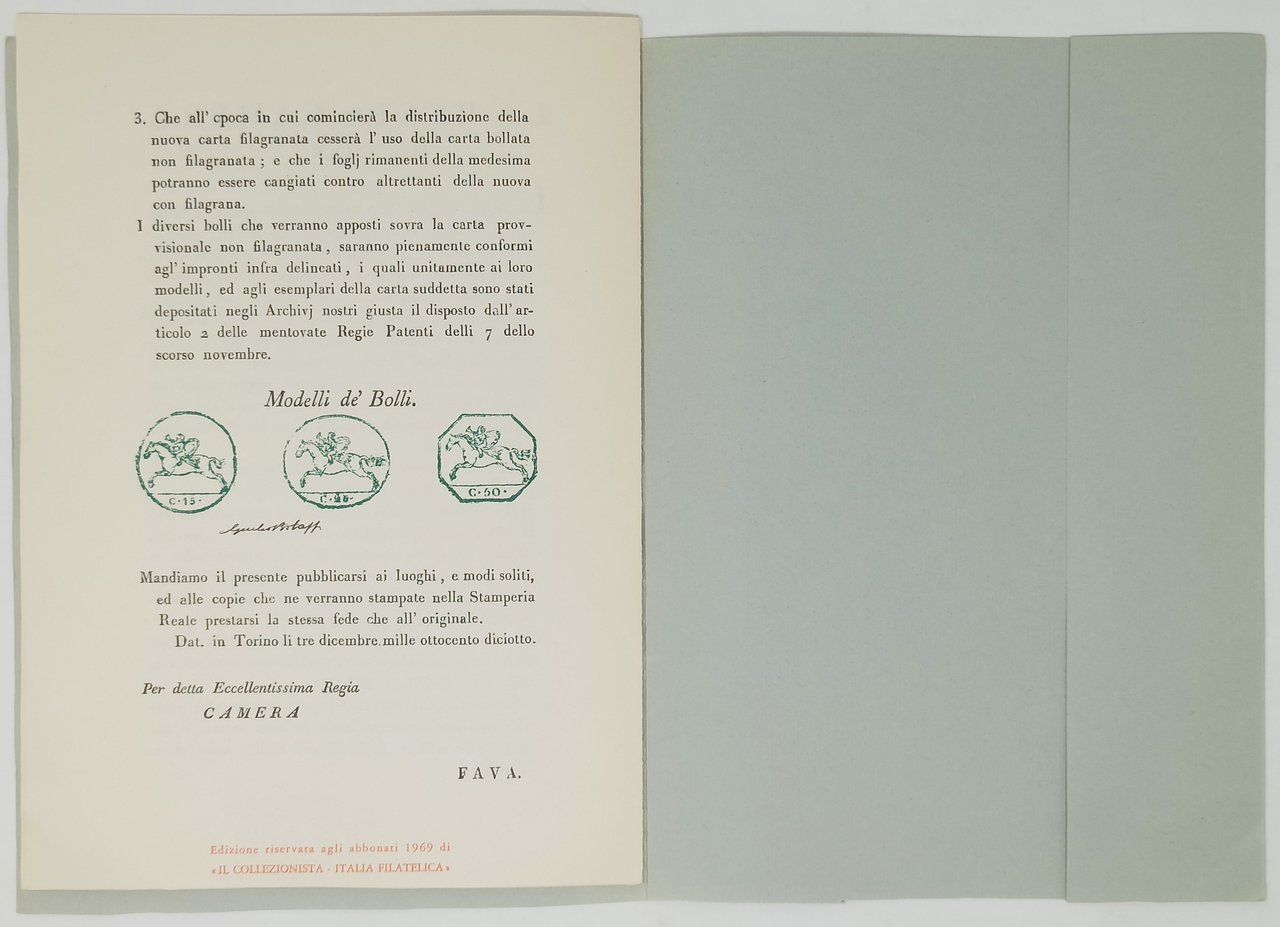 3. Che all' epoca in cui comincierà la distribuzione della
nuova carta filagranata cesserà l' uso della carta bollata
non filagranata ; e che i foglj rimanenti della medesima
potranno essere cangiati contro altrettanti della nuova
con filagrana.
I diversi bolli che verranno apposti sovra la carta prov-
visionale non filagranata , saranno pienamente conformi
agl' impronti infra delineati , i quali unitamente ai loro
modelli , ed agli esemplari della carta suddetta sono stati
depositati negli Archivj nostri giusta il disposto dall' ar-
ticolo 2 delle mentovate Regie Patenti delli 7 dello
scorso novembre.
Modelli de' Bolli.
C·15·
C·25·
C·50·
Mandiamo il presente pubblicarsi ai luoghi , e modi soliti,
ed alle copie che ne verranno stampate nella Stamperia
Reale prestarsi la stessa fede che all' originale.
Dat. in Torino li tre dicembre mille ottocento diciotto.
Per detta Eccellentissima Regia
CAMERA
FAVA.
Edizione riservata agli abbonati 1969 di
«IL COLLEZIONISTA - ITALIA FILATELICA»